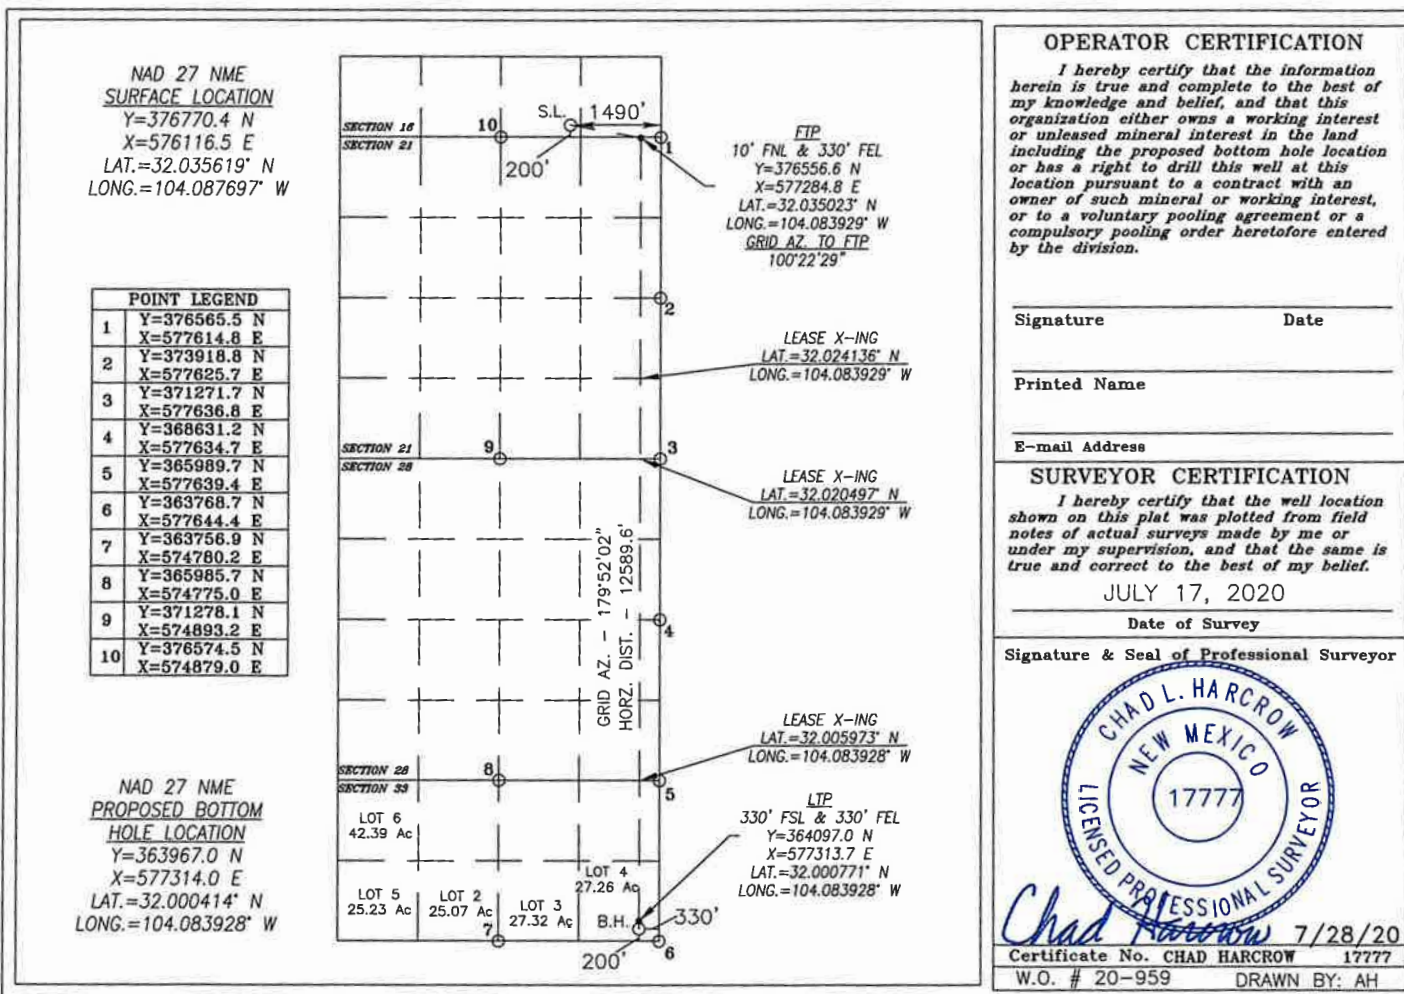 NAD 27 NME
SURFACE LOCATION
Y=376770.4 N
X=576116.5 E
LAT.=32.035619° N
LONG.=104.087697° W
POINT LEGEND
1 Y=376565.5 N
X=577614.8 E
2 Y=373918.8 N
X=577625.7 E
3 Y=371271.7 N
X=577636.8 E
4 Y=368631.2 N
X=577634.7 E
5 Y=365989.7 N
X=577639.4 E
6 Y=363768.7 N
X=577644.4 E
7 Y=363756.9 N
X=574780.2 E
8 Y=365985.7 N
X=574775.0 E
9 Y=371278.1 N
X=574893.2 E
10 Y=376574.5 N
X=574879.0 E
NAD 27 NME
PROPOSED BOTTOM
HOLE LOCATION
Y=363967.0 N
X=577314.0 E
LAT.=32.000414° N
LONG.=104.083928° W
SECTION 16
SECTION 21
10
S.L.
1490'
200'
1
2
SECTION 21
SECTION 28
9
3
GRID AZ. - 179°52'02"
HORZ. DIST. - 12589.6'
4
SECTION 28
SECTION 33
8
5
LOT 6
42.39 Ac
LOT 5
25.23 Ac
LOT 2
25.07 Ac
LOT 3
27.32 Ac
LOT 4
27.26 Ac
B.H.
330'
7
200'
6
FTP
10' FNL & 330' FEL
Y=376556.6 N
X=577284.8 E
LAT.=32.035023° N
LONG.=104.083929° W
GRID AZ. TO FTP
100°22'29"
LEASE X-ING
LAT.=32.024136° N
LONG.=104.083929° W
LEASE X-ING
LAT.=32.020497° N
LONG.=104.083929° W
LEASE X-ING
LAT.=32.005973° N
LONG.=104.083928° W
LTP
330' FSL & 330' FEL
Y=364097.0 N
X=577313.7 E
LAT.=32.000771° N
LONG.=104.083928° W
OPERATOR CERTIFICATION
I hereby certify that the information
herein is true and complete to the best of
my knowledge and belief, and that this
organization either owns a working interest
or unleased mineral interest in the land
including the proposed bottom hole location
or has a right to drill this well at this
location pursuant to a contract with an
owner of such mineral or working interest,
or to a voluntary pooling agreement or a
compulsory pooling order heretofore entered
by the division.
Signature Date
Printed Name
E-mail Address
SURVEYOR CERTIFICATION
I hereby certify that the well location
shown on this plat was plotted from field
notes of actual surveys made by me or
under my supervision, and that the same is
true and correct to the best of my belief.
JULY 17, 2020
Date of Survey
Signature & Seal of Professional Surveyor
CHAD L. HARCROW
NEW MEXICO
17777
LICENSED PROFESSIONAL SURVEYOR
Chad Harcrow 7/28/20
Certificate No. CHAD HARCROW 17777
W.O. # 20-959 DRAWN BY: AH